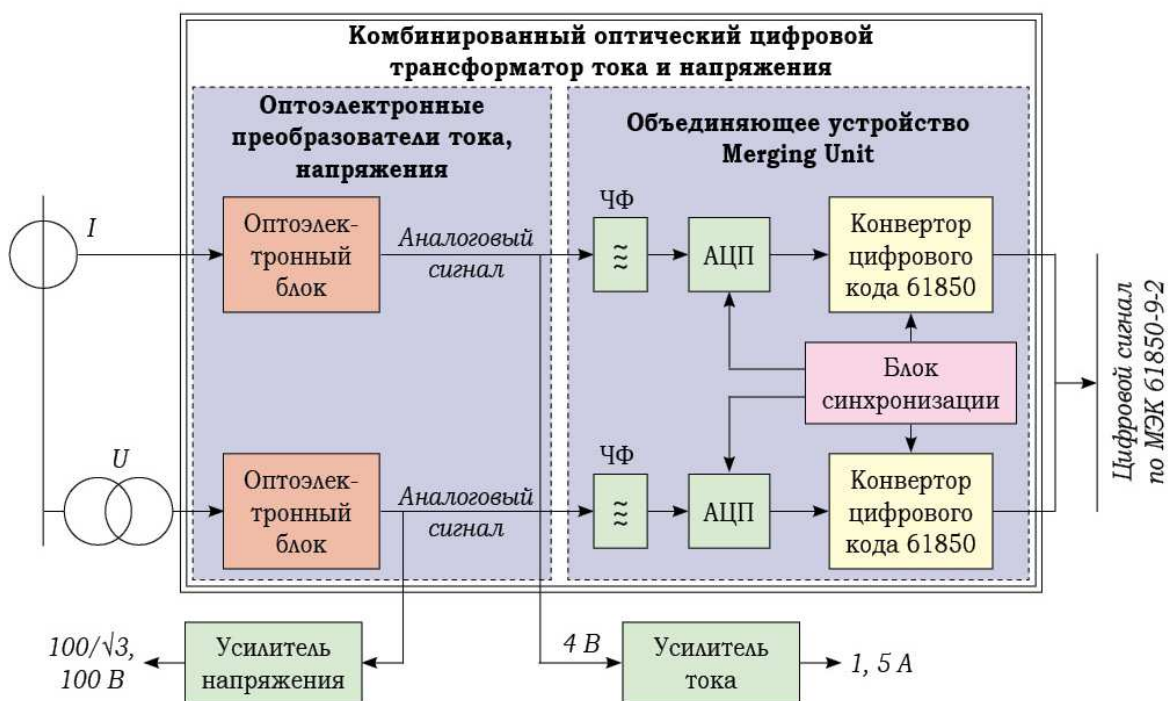 Комбинированный оптический цифровой
трансформатор тока и напряжения
Оптоэлектронные
преобразователи тока,
напряжения
Объединяющее устройство
Merging Unit
I
Оптоэлек-
тронный
блок
Аналоговый
сигнал
ЧФ
≈
АЦП
Конвертор
цифрового
кода 61850
Блок
синхронизации
Цифровой сигнал
по МЭК 61850-9-2
U
Оптоэлек-
тронный
блок
Аналоговый
сигнал
ЧФ
≈
АЦП
Конвертор
цифрового
кода 61850
100/√3,
100 В
Усилитель
напряжения
4 В
Усилитель
тока
1, 5 А